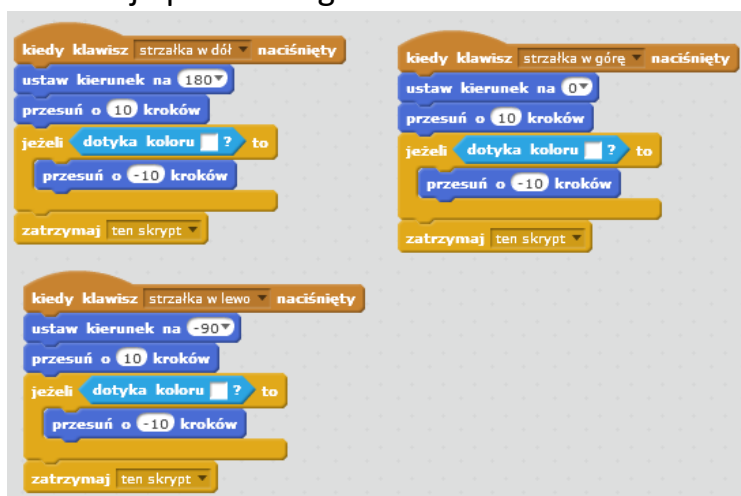 kiedy klawisz strzałka w dół naciśnięty
ustaw kierunek na 180
przesuń o 10 kroków
jeżeli dotyka koloru ? to
przesuń o -10 kroków
zatrzymaj ten skrypt
kiedy klawisz strzałka w górę naciśnięty
ustaw kierunek na 0
przesuń o 10 kroków
jeżeli dotyka koloru ? to
przesuń o -10 kroków
zatrzymaj ten skrypt
kiedy klawisz strzałka w lewo naciśnięty
ustaw kierunek na -90
przesuń o 10 kroków
jeżeli dotyka koloru ? to
przesuń o -10 kroków
zatrzymaj ten skrypt